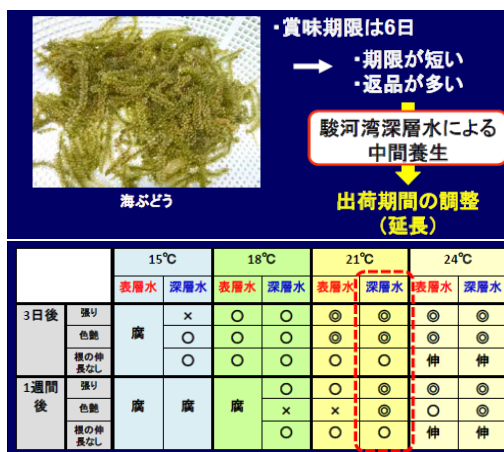 ・賞味期限は6日
・期限が短い
・返品が多い
駿河湾深層水による
中間養生
海ぶどう
出荷期間の調整
(延長)
15℃ 18℃ 21℃ 24℃
表層水 深層水 表層水 深層水 表層水 深層水 表層水 深層水
3日後 張り 腐 × ○ ○ ◎ ◎ ◎ ◎
色艶 ○ ○ ○ ◎ ◎ ◎ ◎
根の伸
長なし ○ ○ ○ ○ ○ 伸 伸
1週間
後 張り 腐 腐 腐 ○ ○ ◎ ◎ ◎
色艶 × × ◎ ○ ◎
根の伸
長なし ○ ○ ○ 伸 伸